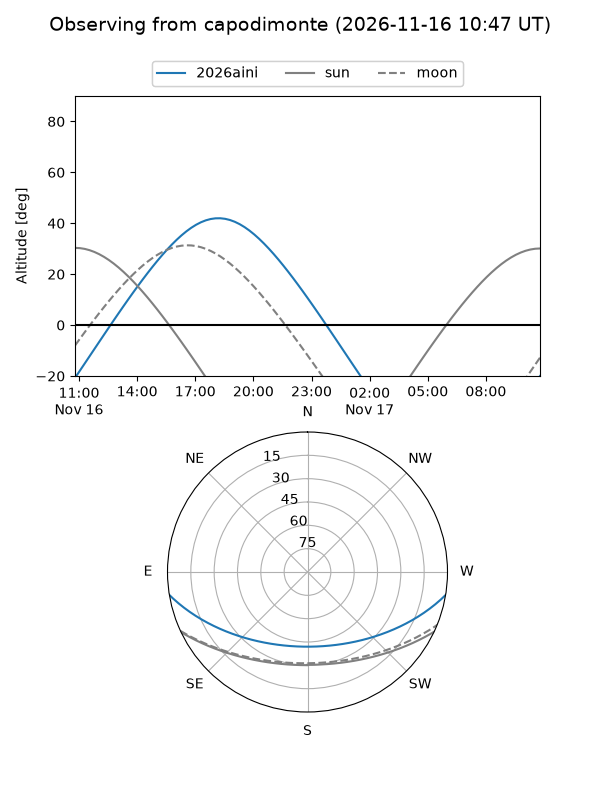 Observing from capodimonte (2026-11-16 10:47 UT)
2026aini sun moon
Altitude [deg]
80
60
40
20
0
−20
11:00 14:00 17:00 20:00 23:00 02:00 05:00 08:00
Nov 16 Nov 17
N
NE NW
15
30
45
60
75
E W
SE SW
S